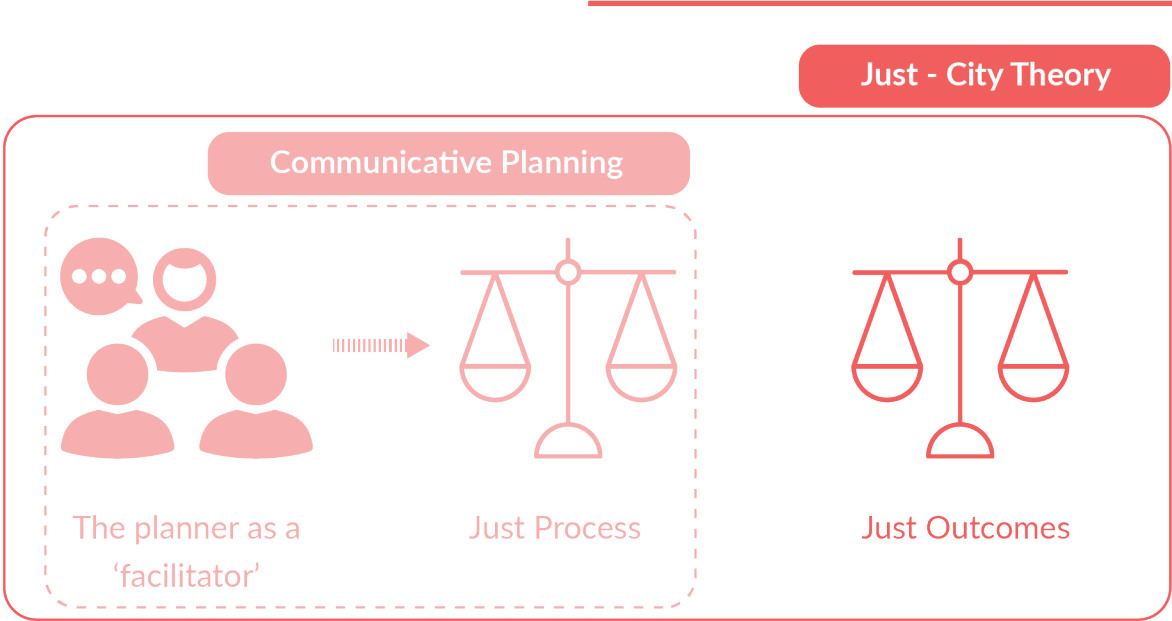 Just - City Theory
Communicative Planning
The planner as a
‘facilitator’
Just Process
Just Outcomes